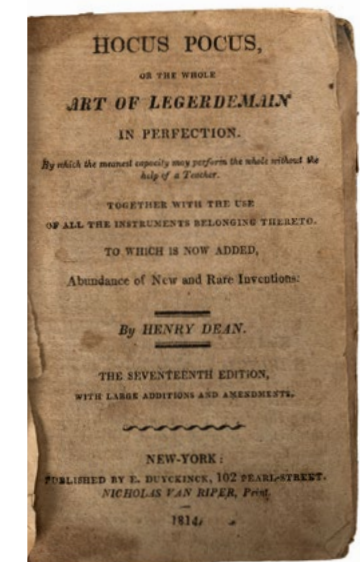 HOCUS POCUS,
OR THE WHOLE
ART OF LEGERDEMAIN
IN PERFECTION.
By which the meanest capacity may perform the whole without the
help of a Teacher.
TOGETHER WITH THE USE
OF ALL THE INSTRUMENTS BELONGING THERETO.
TO WHICH IS NOW ADDED,
Abundance of New and Rare Inventions:
By HENRY DEAN.
THE SEVENTEENTH EDITION,
WITH LARGE ADDITIONS AND AMENDMENTS.
NEW-YORK:
PUBLISHED BY E. DUYCKINCK, 102 PEARL-STREET.
NICHOLAS VAN RIPER, Print.
1814.